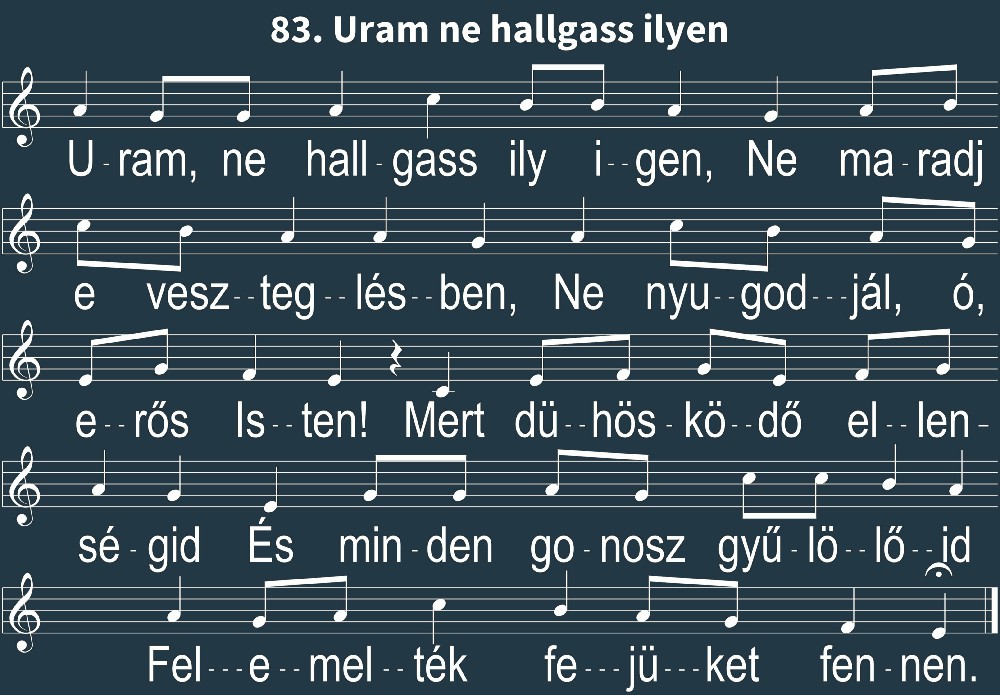 83. Uram ne hallgass ilyen
U - ram, ne hall - gass ily i - - gen, Ne ma - radj
e vesz - - teg - - lés - - ben, Ne nyu - - god - - - jál, ó,
e - - rős Is - - ten! Mert dü - - hös - kö - - dő el - - len -
sé - gid És min - den go - nosz gyű - lö - - lő - - id
Fel - - - e - - mel - - ték fe - - jü - - - ket fen - nen.